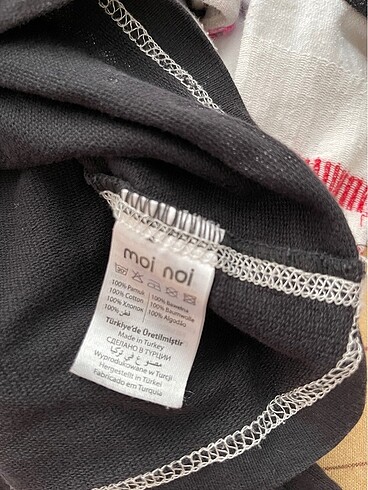 moi noi
100% Pamuk
100% Cotton
100% Хлопок
100% قطن
100% bawełna
100% Baumwolle
100% Algodão
Türkiye'de Üretilmiştir
Made in Turkey
СДЕЛАНО В ТУРЦИИ
مصنوع في تركيا
Wyprodukowane w Turcji
Hergestellt in Türkei
Fabricado em Turquia